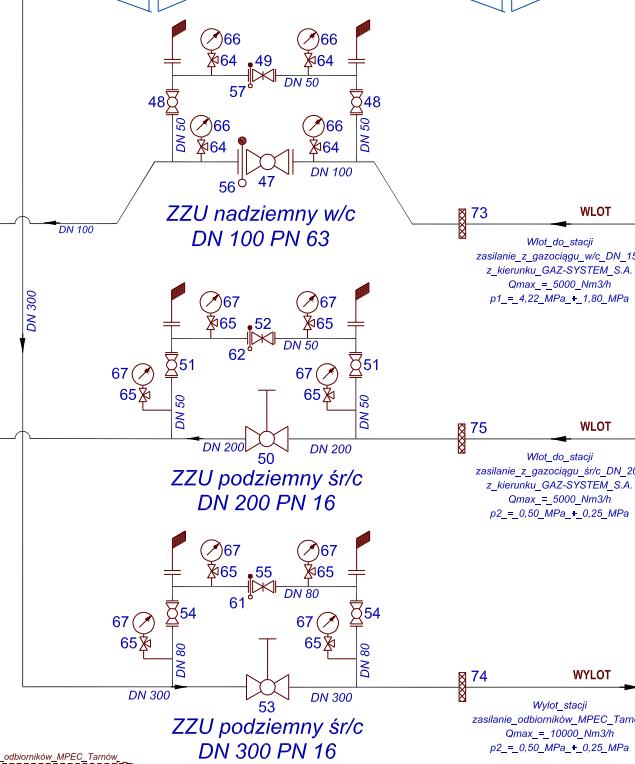 66 66
64 49 64
57 DN 50
48 48
DN 50 DN 50
66 66
64 64
DN 100
56 47
ZZU nadziemny w/c
DN 100 PN 63
DN 100
73 WLOT
Wlot_do_stacji
zasilanie_z_gazociągu_w/c_DN_15
z_kierunku_GAZ-SYSTEM_S.A.
Qmax_=_5000_Nm3/h
p1_=_4,22_MPa_+_1,80_MPa
DN 300
67 67
65 52 65
62 DN 50
51 51
67 67
65 65
DN 50 DN 50
DN 200 50 DN 200
ZZU podziemny śr/c
DN 200 PN 16
75 WLOT
Wlot_do_stacji
zasilanie_z_gazociągu_śr/c_DN_20
z_kierunku_GAZ-SYSTEM_S.A.
Qmax_=_5000_Nm3/h
p2_=_0,50_MPa_+_0,25_MPa
67 67
65 55 65
61 DN 80
54 54
67 67
65 65
DN 80 DN 80
DN 300 53 DN 300
ZZU podziemny śr/c
DN 300 PN 16
74 WYLOT
Wylot_stacji
zasilanie_odbiorników_MPEC_Tarnó
Qmax_=_10000_Nm3/h
p2_=_0,50_MPa_+_0,25_MPa
_odbiorników_MPEC_Tarnów_